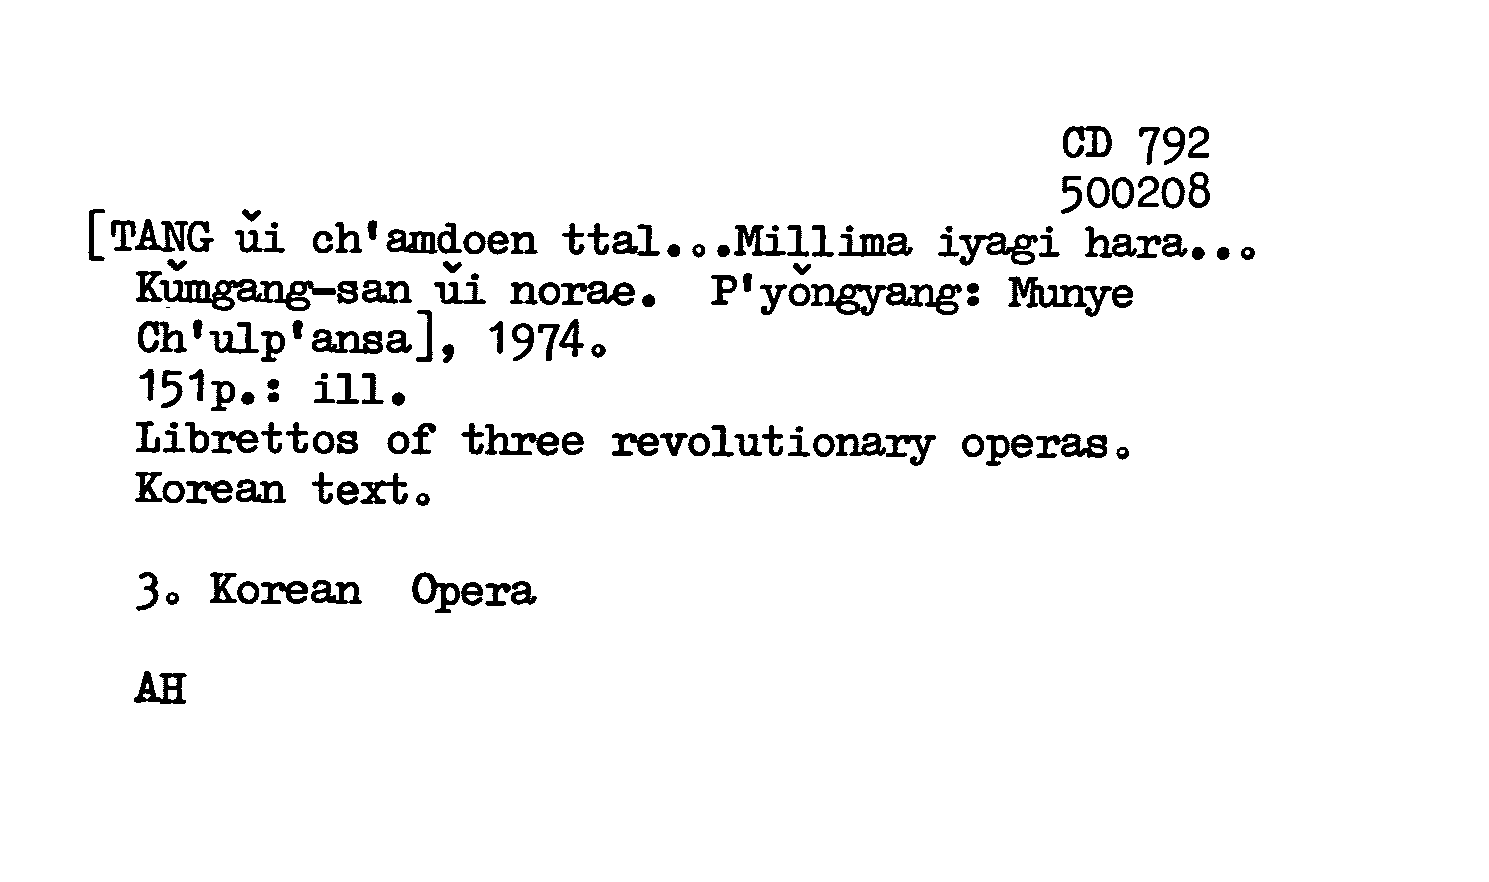 CD 792
500208
[TANG ŭi ch'amdoen ttal...Millima iyagi hara...
Kŭmgang-san ŭi norae. P'yŏngyang: Munye
Ch'ulp'ansa], 1974.
151p.: ill.
Librettos of three revolutionary operas.
Korean text.
3. Korean Opera
AH